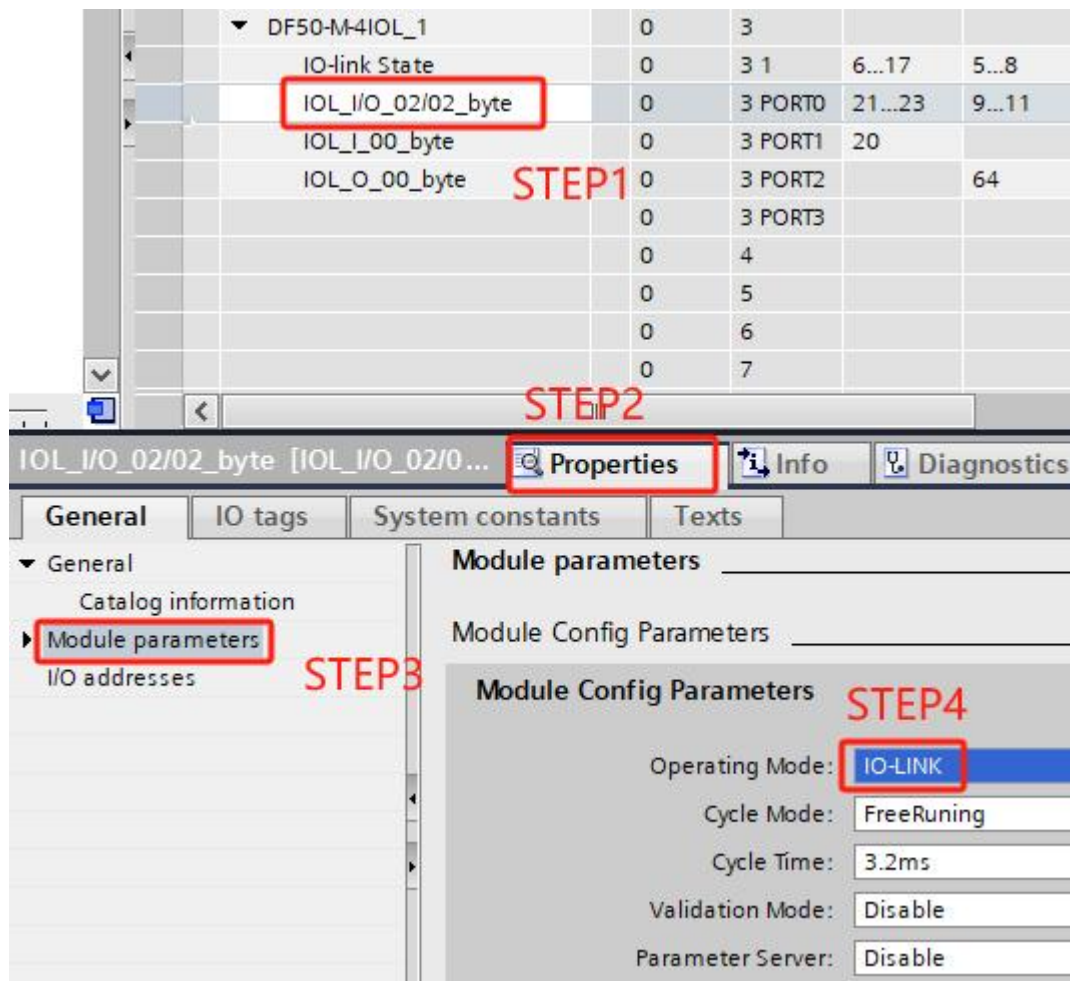 DF50-M-4IOL_1 0 3
IO-link State 0 3 1 6...17 5...8
IOL_I/O_02/02_byte 0 3 PORT0 21...23 9...11
IOL_I_00_byte 0 3 PORT1 20
IOL_O_00_byte 0 3 PORT2 64
STEP1
0 3 PORT3
0 4
0 5
0 6
0 7
STEP2
IOL_I/O_02/02_byte [IOL_I/O_02/0... Properties Info Diagnostics
General IO tags System constants Texts
General
Catalog information
Module parameters
I/O addresses
STEP3
Module parameters
Module Config Parameters
Module Config Parameters
STEP4
Operating Mode: IO-LINK
Cycle Mode: FreeRuning
Cycle Time: 3.2ms
Validation Mode: Disable
Parameter Server: Disable